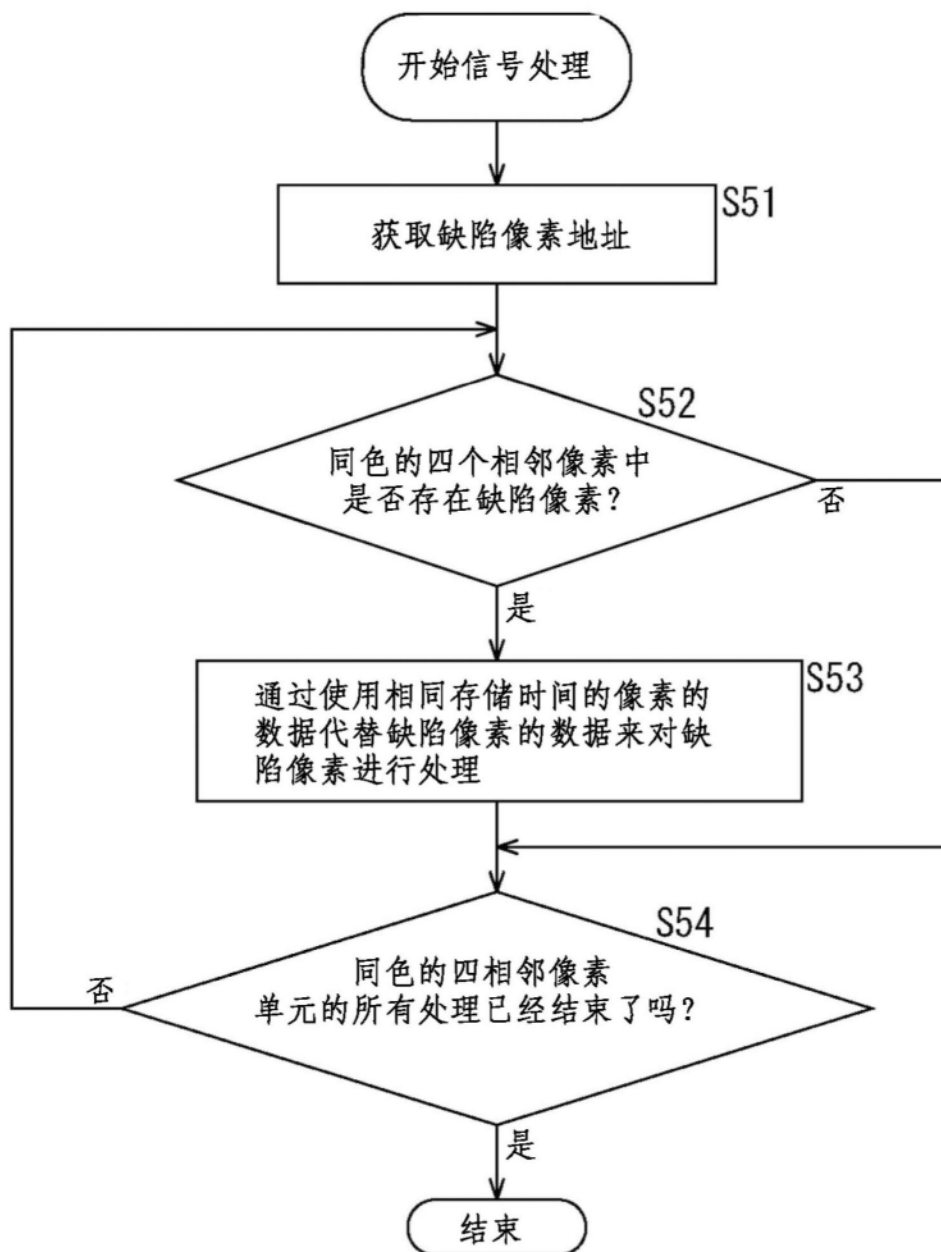 开始信号处理
S51
获取缺陷像素地址
S52
同色的四个相邻像素中
是否存在缺陷像素？
否
是
S53
通过使用相同存储时间的像素的
数据代替缺陷像素的数据来对缺
陷像素进行处理
S54
同色的四相邻像素
单元的所有处理已经结束了吗？
否
是
结束